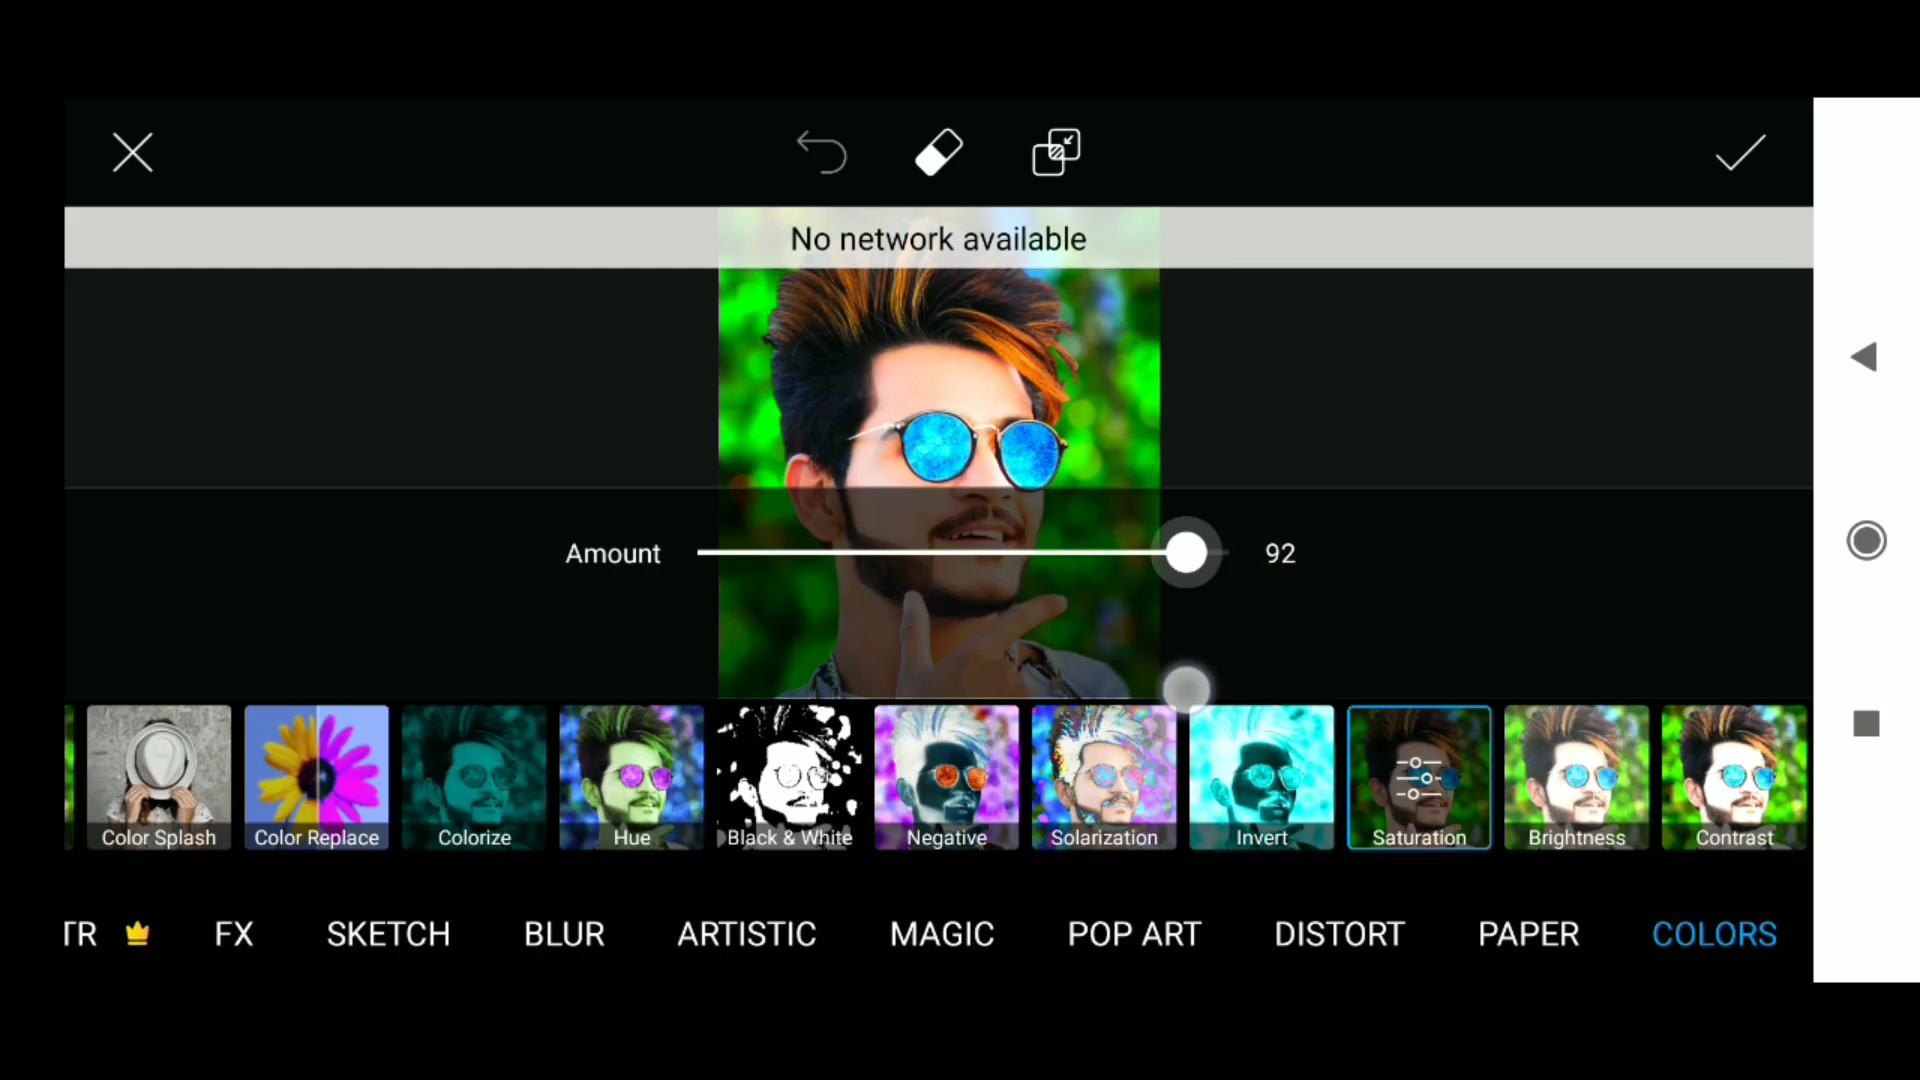 No network available
Amount 92
Color Splash Color Replace Colorize Hue Black & White Negative Solarization Invert Saturation Brightness Contrast
TR FX SKETCH BLUR ARTISTIC MAGIC POP ART DISTORT PAPER COLORS